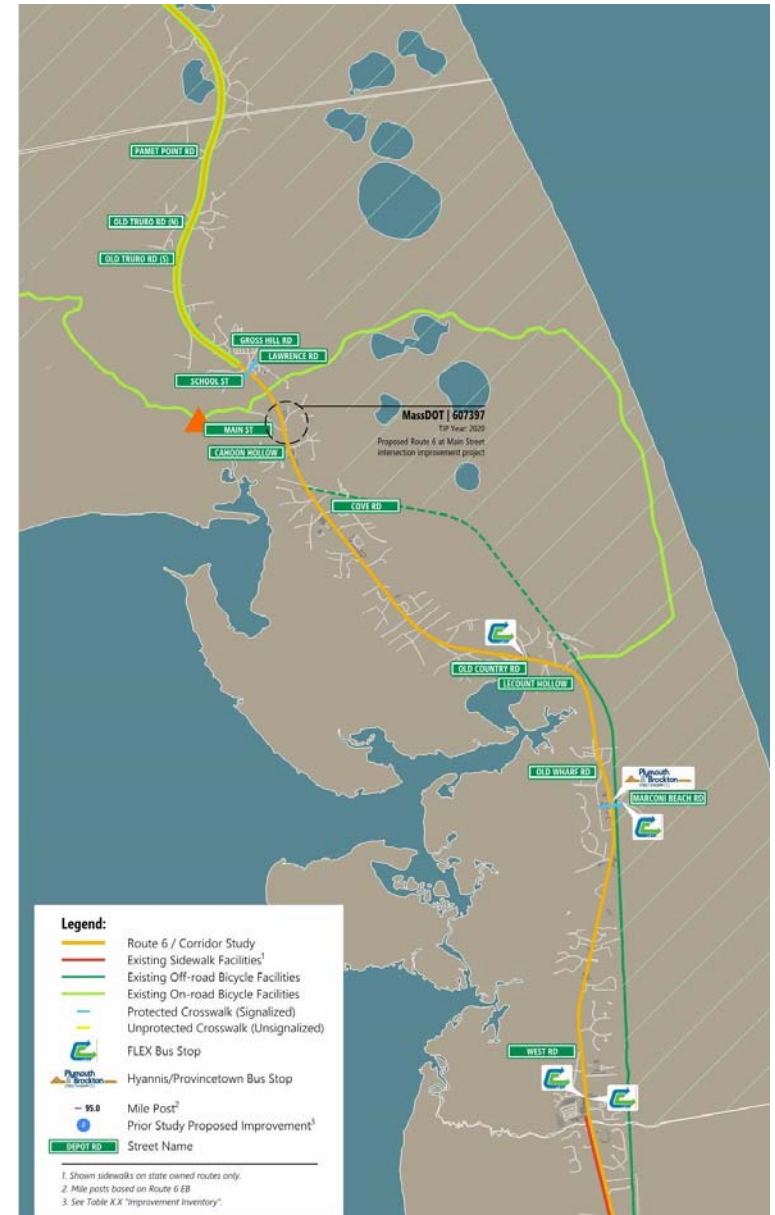 PAMET POINT RD
OLD TRURO RD (N)
OLD TRURO RD (S)
GROSS HILL RD
LAWRENCE RD
SCHOOL ST
MassDOT | 607397
TIP Year: 2020
Proposed Route 6 at Main Street
intersection improvement project
MAIN ST
CAHOON HOLLOW
COVE RD
OLD COUNTRY RD
LECOUNT HOLLOW
OLD WHARF RD
Plymouth
& Brockton
MARCONI BEACH RD
WEST RD
Legend:
Route 6 / Corridor Study
Existing Sidewalk Facilities1
Existing Off-road Bicycle Facilities
Existing On-road Bicycle Facilities
Protected Crosswalk (Signalized)
Unprotected Crosswalk (Unsignalized)
FLEX Bus Stop
Plymouth
& Brockton
Hyannis/Provincetown Bus Stop
— 95.0 Mile Post2
Prior Study Proposed Improvement3
DEPOT RD Street Name
1. Shown sidewalks on state owned routes only.
2. Mile posts based on Route 6 EB
3. See Table X.X "Improvement Inventory".